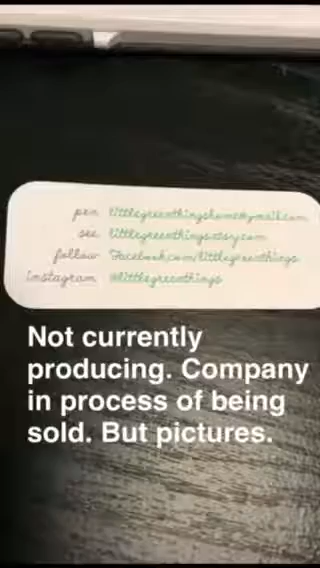 pen littlegreenthingshome@gmail.com
see littlegreenthings.etsy.com
follow Facebook.com/littlegreenthings
instagram @littlegreenthings
Not currently
producing. Company
in process of being
sold. But pictures.